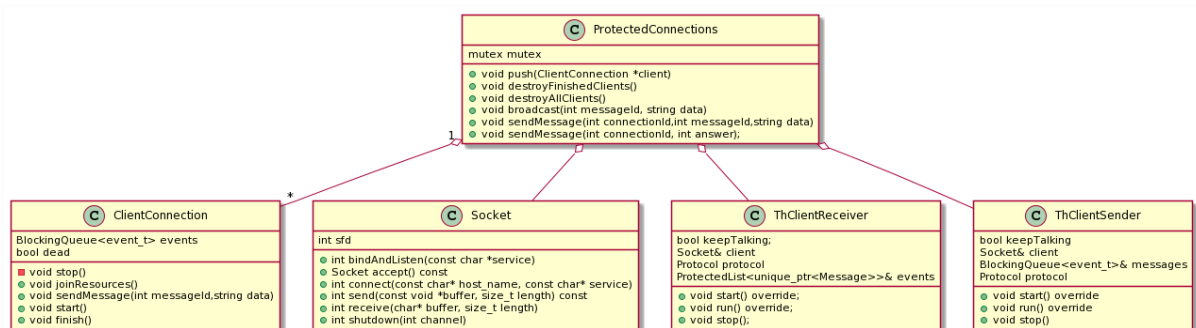 C ProtectedConnections
mutex mutex
void push(ClientConnection *client)
void destroyFinishedClients()
void destroyAllClients()
void broadcast(int messageId, string data)
void sendMessage(int connectionId,int messageId,string data)
void sendMessage(int connectionId, int answer);
1
*
C ClientConnection
BlockingQueue<event_t> events
bool dead
void stop()
void joinResources()
void sendMessage(int messageId,string data)
void start()
void finish()
C Socket
int sfd
int bindAndListen(const char *service)
Socket accept() const
int connect(const char* host_name, const char* service)
int send(const void *buffer, size_t length) const
int receive(char* buffer, size_t length)
int shutdown(int channel)
C ThClientReceiver
bool keepTalking;
Socket& client
Protocol protocol
ProtectedList<unique_ptr<Message>>& events
void start() override;
void run() override;
void stop();
C ThClientSender
bool keepTalking
Socket& client
BlockingQueue<event_t>& messages
Protocol protocol
void start() override
void run() override
void stop()